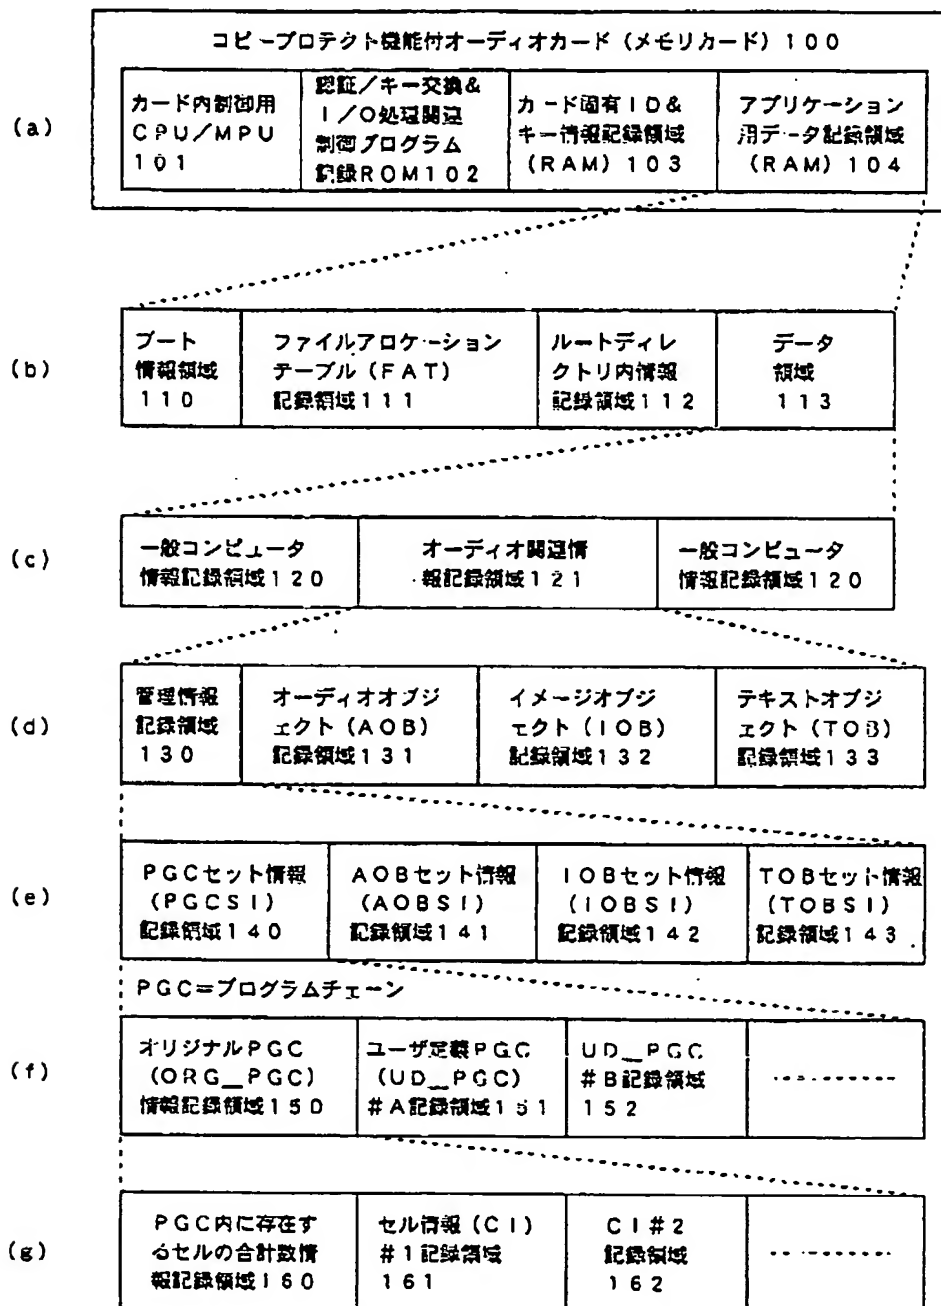 コピープロテクト機能付オーディオカード(メモリカード)100
(a)
カード内制御用
CPU/MPU
101
認証/キー交換&
I/O処理関連
制御プログラム
記録ROM102
カード固有ID&
キー情報記録領域
(RAM)103
アプリケーション
用データ記録領域
(RAM)104
(b)
ブート
情報領域
110
ファイルアロケーション
テーブル(FAT)
記録領域111
ルートディレ
クトリ内情報
記録領域112
データ
領域
113
(c)
一般コンピュータ
情報記録領域120
オーディオ関連情
報記録領域121
一般コンピュータ
情報記録領域120
(d)
管理情報
記録領域
130
オーディオオブジ
ェクト(AOB)
記録領域131
イメージオブジ
ェクト(IOB)
記録領域132
テキストオブジ
ェクト(TOB)
記録領域133
(e)
PGCセット情報
(PGCSI)
記録領域140
AOBセット情報
(AOBSI)
記録領域141
IOBセット情報
(IOBSI)
記録領域142
TOBセット情報
(TOBSI)
記録領域143
PGC=プログラムチェーン
(f)
オリジナルPGC
(ORG_PGC)
情報記録領域150
ユーザ定義PGC
(UD_PGC)
#A記録領域151
UD_PGC
#B記録領域
152
(g)
PGC内に存在す
るセルの合計数情
報記録領域160
セル情報(CI)
#1記録領域
161
CI#2
記録領域
162